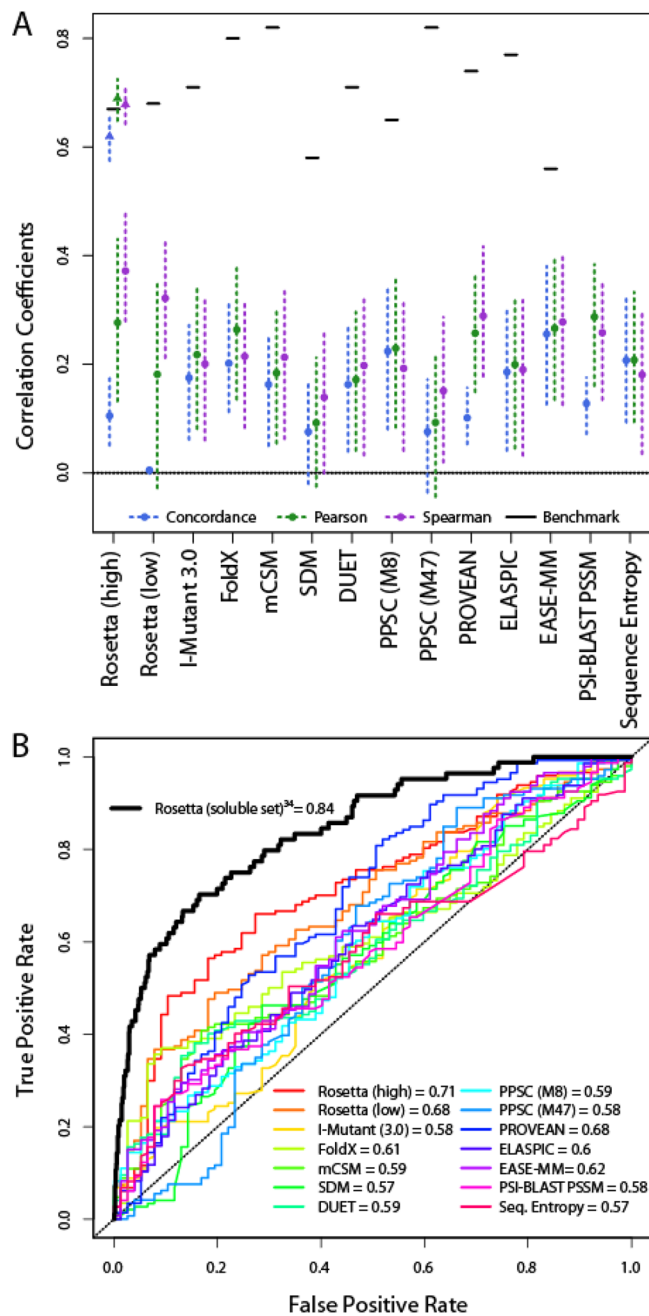 A
Correlation Coefficients
0.8
0.6
0.4
0.2
0.0
Concordance Pearson Spearman Benchmark
Rosetta (high)
Rosetta (low)
I-Mutant 3.0
FoldX
mCSM
SDM
DUET
PPSC (M8)
PPSC (M47)
PROVEAN
ELASPIC
EASE-MM
PSI-BLAST PSSM
Sequence Entropy
B
True Positive Rate
1.0
0.8
0.6
0.4
0.2
0.0
Rosetta (soluble set)³⁴= 0.84
Rosetta (high) = 0.71
Rosetta (low) = 0.68
I-Mutant (3.0) = 0.58
FoldX = 0.61
mCSM = 0.59
SDM = 0.57
DUET = 0.59
PPSC (M8) = 0.59
PPSC (M47) = 0.58
PROVEAN = 0.68
ELASPIC = 0.6
EASE-MM= 0.62
PSI-BLAST PSSM = 0.58
Seq. Entropy = 0.57
0.0 0.2 0.4 0.6 0.8 1.0
False Positive Rate